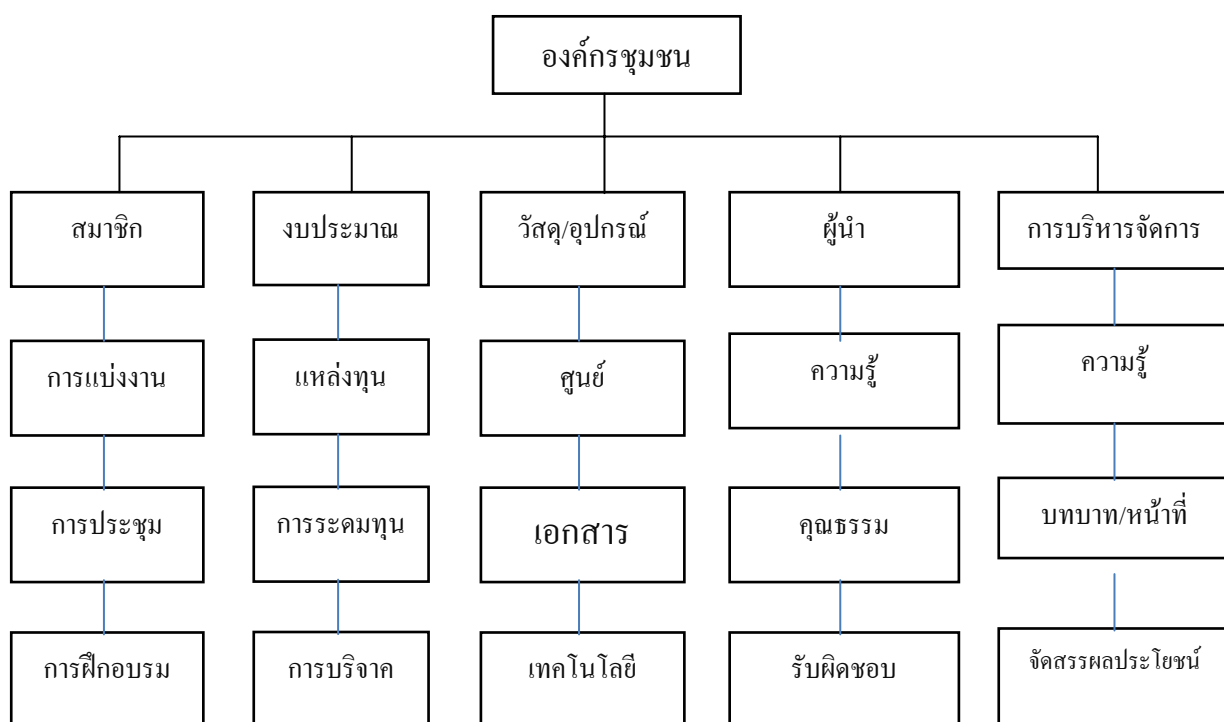 องค์กรชุมชน
สมาชิก
งบประมาณ
วัสดุ/อุปกรณ์
ผู้นำ
การบริหารจัดการ
การแบ่งงาน
แหล่งทุน
ศูนย์
ความรู้
ความรู้
การประชุม
การระดมทุน
เอกสาร
คุณธรรม
บทบาท/หน้าที่
การฝึกอบรม
การบริจาค
เทคโนโลยี
รับผิดชอบ
จัดสรรผลประโยชน์